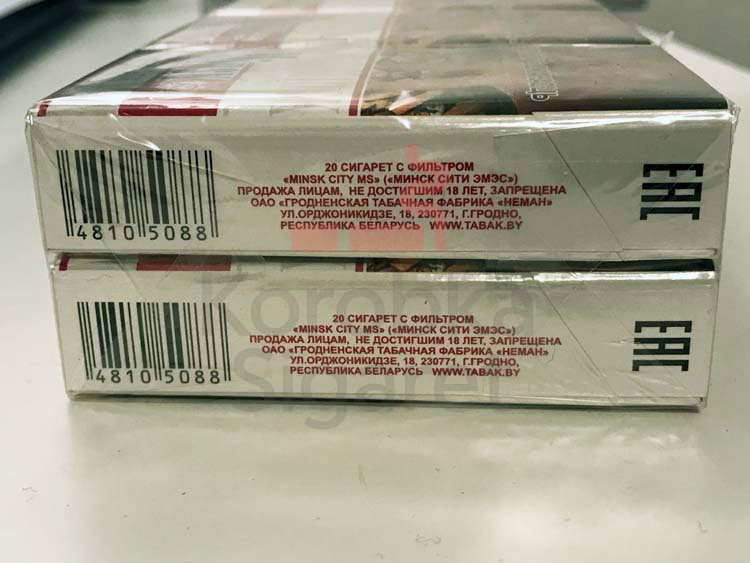 20 СИГАРЕТ С ФИЛЬТРОМ
«MINSK CITY MS» («МИНСК СИТИ ЭМЭС»)
ПРОДАЖА ЛИЦАМ, НЕ ДОСТИГШИМ 18 ЛЕТ, ЗАПРЕЩЕНА
ОАО «ГРОДНЕНСКАЯ ТАБАЧНАЯ ФАБРИКА «НЕМАН»
УЛ.ОРДЖОНИКИДЗЕ, 18, 230771, Г.ГРОДНО,
РЕСПУБЛИКА БЕЛАРУСЬ WWW.TABAK.BY
4810 5088
EAC
20 СИГАРЕТ С ФИЛЬТРОМ
«MINSK CITY MS» («МИНСК СИТИ ЭМЭС»)
ПРОДАЖА ЛИЦАМ, НЕ ДОСТИГШИМ 18 ЛЕТ, ЗАПРЕЩЕНА
ОАО «ГРОДНЕНСКАЯ ТАБАЧНАЯ ФАБРИКА «НЕМАН»
УЛ.ОРДЖОНИКИДЗЕ, 18, 230771, Г.ГРОДНО,
РЕСПУБЛИКА БЕЛАРУСЬ WWW.TABAK.BY
4810 5088
EAC
Korobka
Sigaret